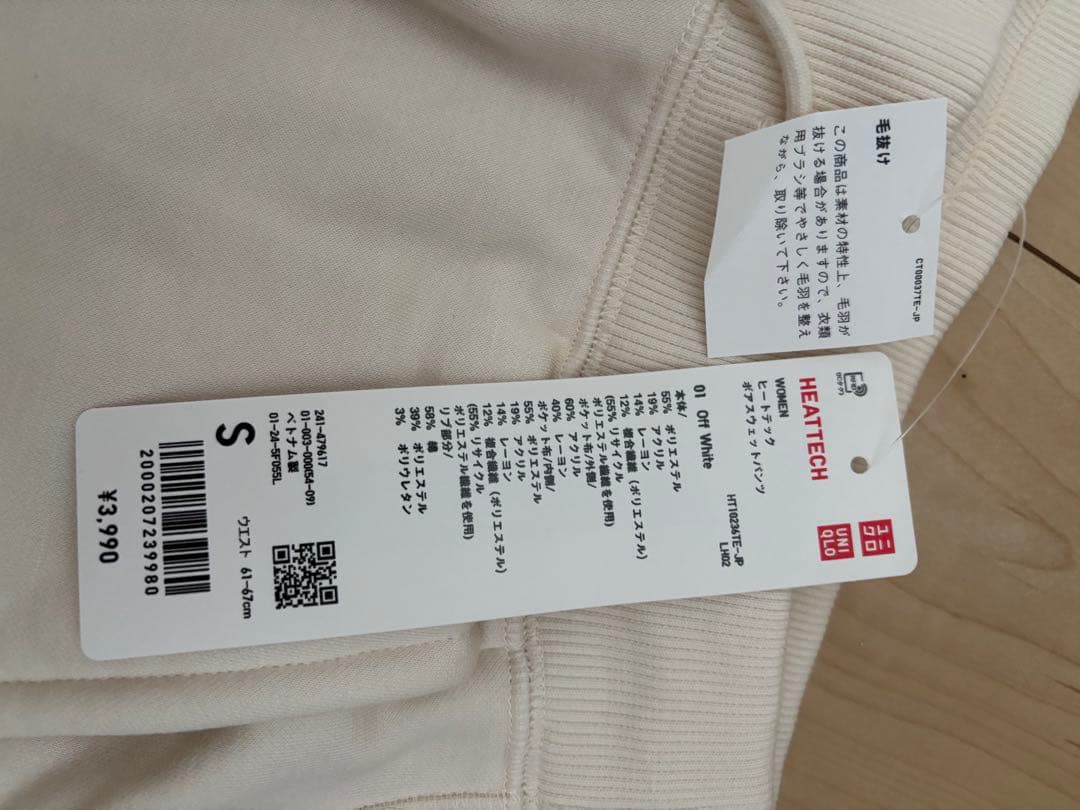 毛抜け
この商品は素材の特性上、毛羽が
抜ける場合がありますので、衣類
用ブラシ等でやさしく毛羽を整え
ながら、取り除いて下さい。
CT00037TE-JP
ユニ
クロ
UNI
QLO
HEATTECH
WOMEN
ヒートテック
ボアスウェットパンツ
HT10236TE-JP
LH02
01 Off White
本体/
55% ポリエステル
19% アクリル
14% レーヨン
12% 複合繊維 (ポリエステル)
(55% リサイクル
ポリエステル繊維を使用)
ポケット布/外側/
60% アクリル
40% レーヨン
ポケット布/内側/
55% ポリエステル
19% アクリル
14% レーヨン
12% 複合繊維 (ポリエステル)
(55% リサイクル
ポリエステル繊維を使用)
リブ部分/
58% 綿
39% ポリエステル
3% ポリウレタン
241-479617
01-003-000(54-09)
ベトナム製
01-24-5FD55L
S
ウエスト 61-67cm
2000207239980
¥3,990